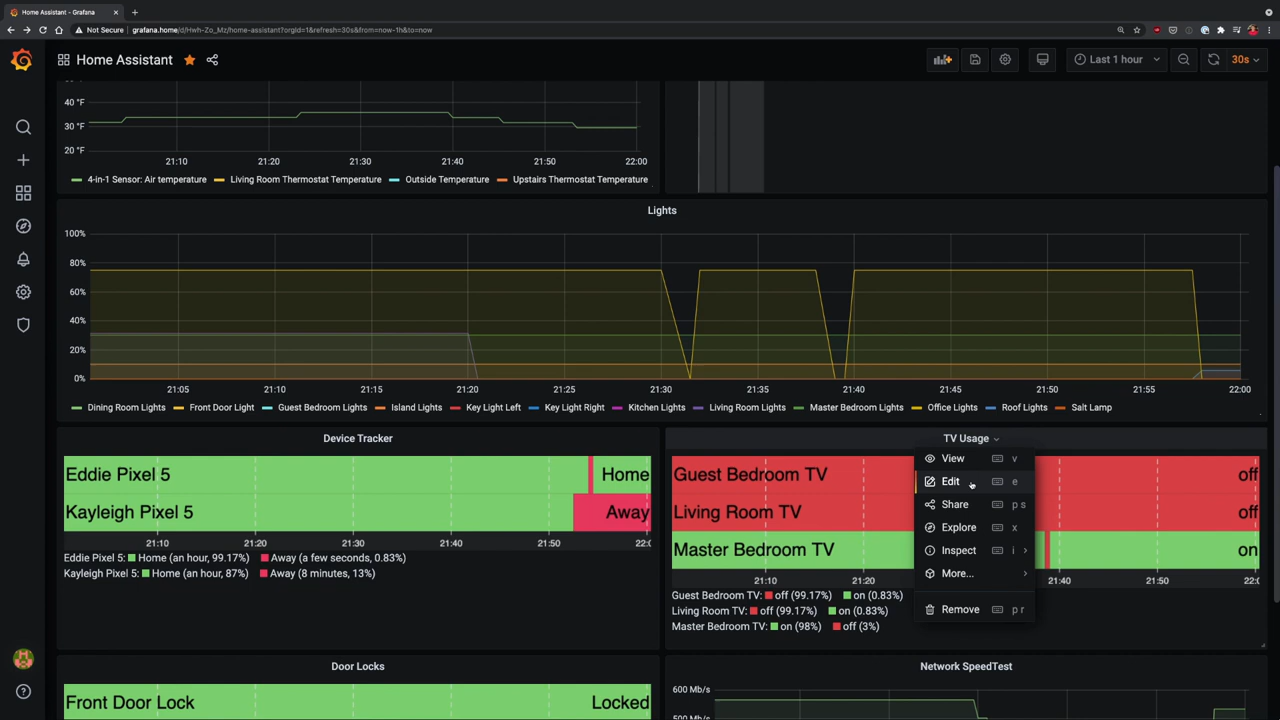 Home Assistant - Grafana
Not Secure
grafana.home/d/Hwh-Zo_Mz/home-assistant?orgId=1&refresh=30s&from=now-1h&to=now
Home Assistant
Last 1 hour
30s
40 °F
30 °F
20 °F
21:10 21:20 21:30 21:40 21:50 22:00
4-in-1 Sensor: Air temperature Living Room Thermostat Temperature Outside Temperature Upstairs Thermostat Temperature
Lights
100%
80%
60%
40%
20%
0%
21:05 21:10 21:15 21:20 21:25 21:30 21:35 21:40 21:45 21:50 21:55 22:00
Dining Room Lights Front Door Light Guest Bedroom Lights Island Lights Key Light Left Key Light Right Kitchen Lights Living Room Lights Master Bedroom Lights Office Lights Roof Lights Salt Lamp
Device Tracker
Eddie Pixel 5 Home
Kayleigh Pixel 5 Away
21:10 21:20 21:30 21:40 21:50 22:0
Eddie Pixel 5: Home (an hour, 99.17%) Away (a few seconds, 0.83%)
Kayleigh Pixel 5: Home (an hour, 87%) Away (8 minutes, 13%)
TV Usage
Guest Bedroom TV off
Living Room TV off
Master Bedroom TV on
21:10 21:20 21:40 21:50 22:0
Guest Bedroom TV: off (99.17%) on (0.83%)
Living Room TV: off (99.17%) on (0.83%)
Master Bedroom TV: on (98%) off (3%)
View v
Edit e
Share p s
Explore x
Inspect i
More...
Remove p r
Door Locks
Front Door Lock Locked
Network SpeedTest
600 Mb/s
500 Mb/s